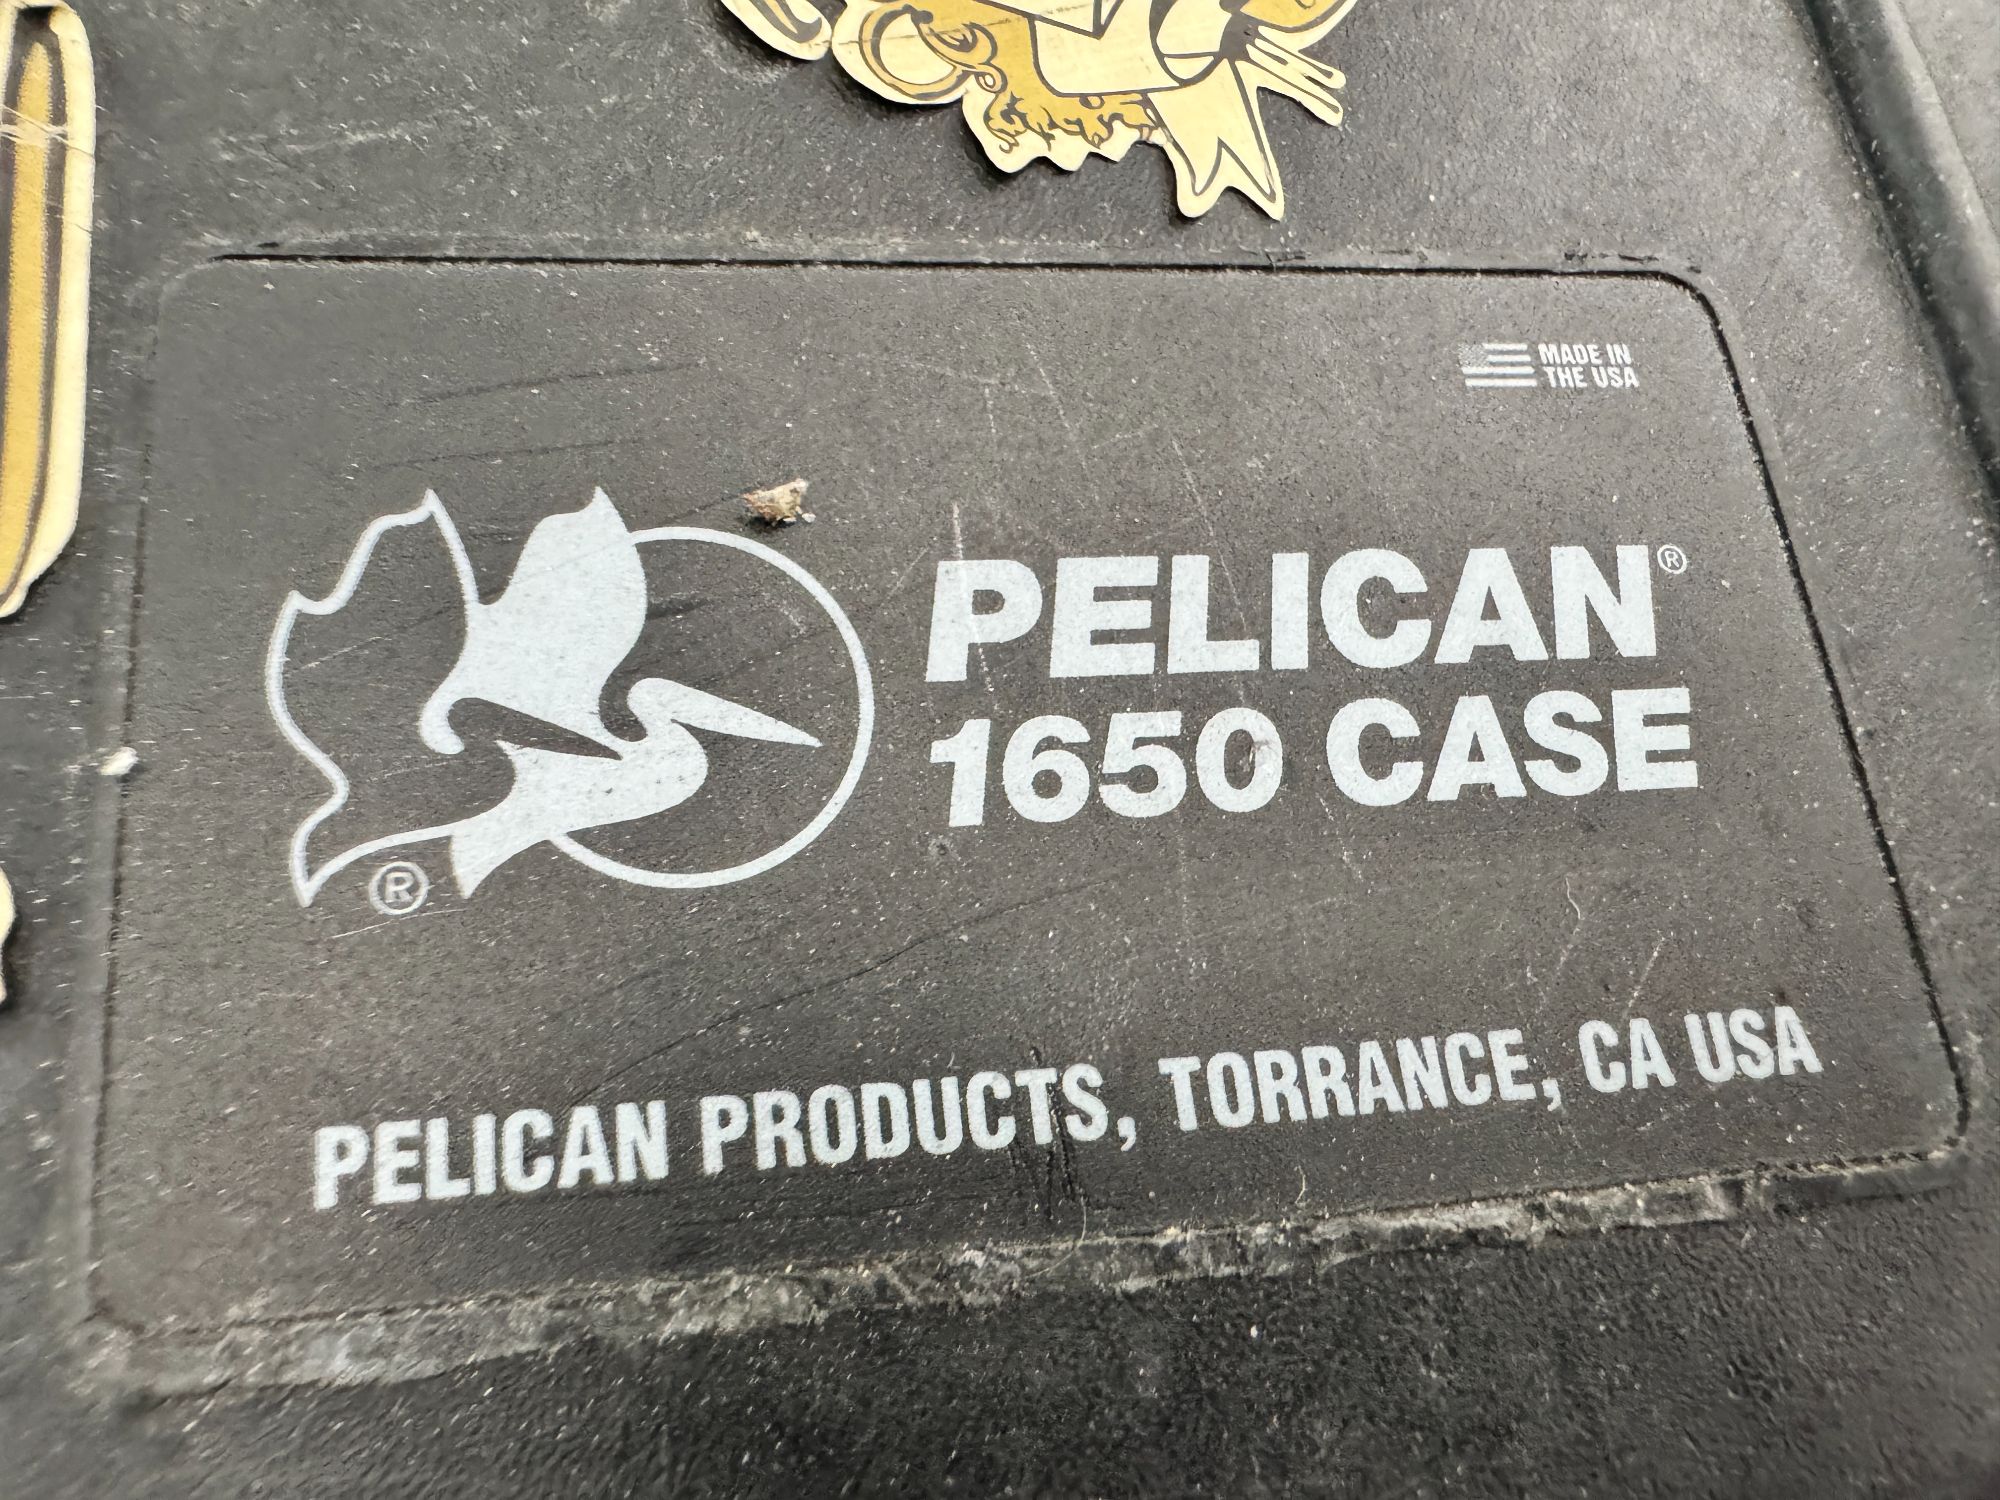 MADE IN
THE USA
PELICAN®
1650 CASE
®
PELICAN PRODUCTS, TORRANCE, CA USA